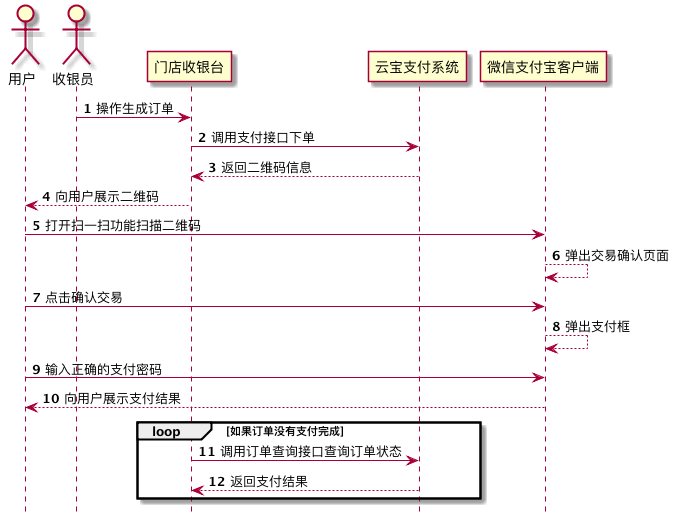 用户
收银员
门店收银台
云宝支付系统
微信支付宝客户端
1 操作生成订单
2 调用支付接口下单
3 返回二维码信息
4 向用户展示二维码
5 打开扫一扫功能扫描二维码
6 弹出交易确认页面
7 点击确认交易
8 弹出支付框
9 输入正确的支付密码
10 向用户展示支付结果
loop [如果订单没有支付完成]
11 调用订单查询接口查询订单状态
12 返回支付结果